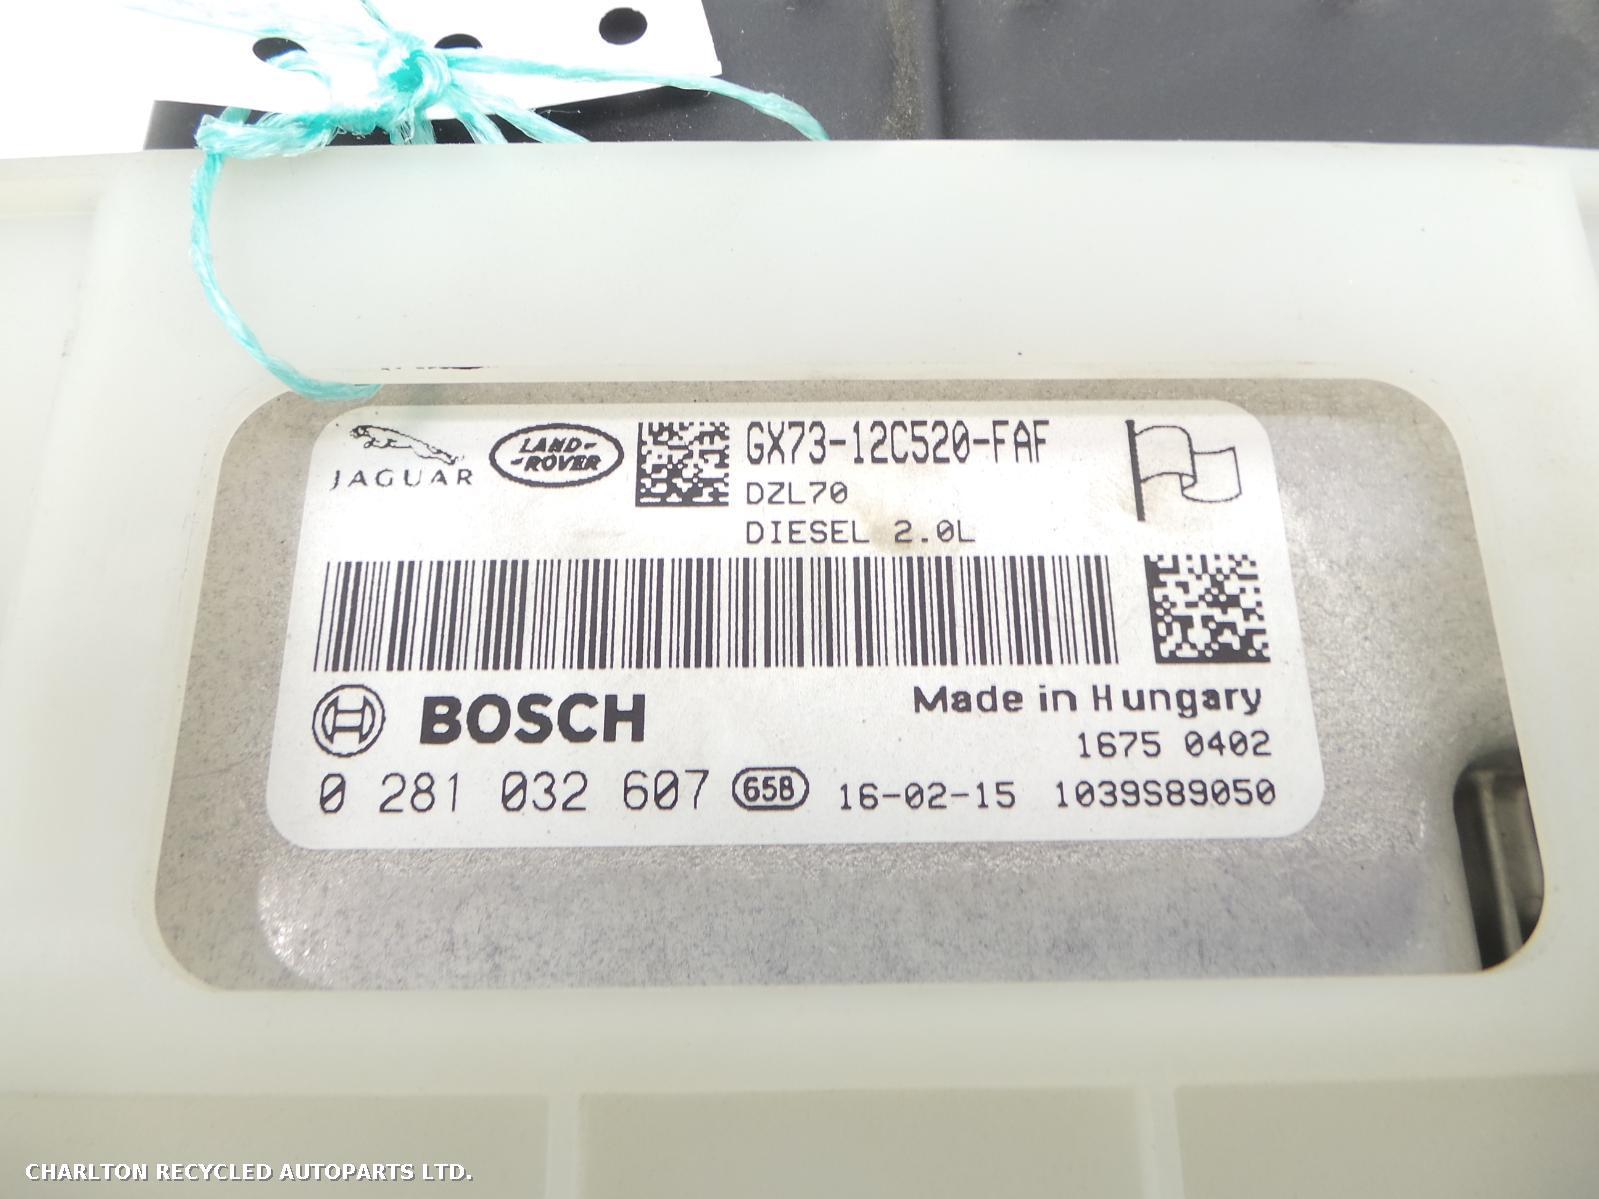 JAGUAR
LAND-
-ROVER
GX73-12C520-FAF
DZL70
DIESEL 2.0L
BOSCH
Made in Hungary
1675 0402
0 281 032 607 65B 16-02-15 1039S89050
CHARLTON RECYCLED AUTOPARTS LTD.